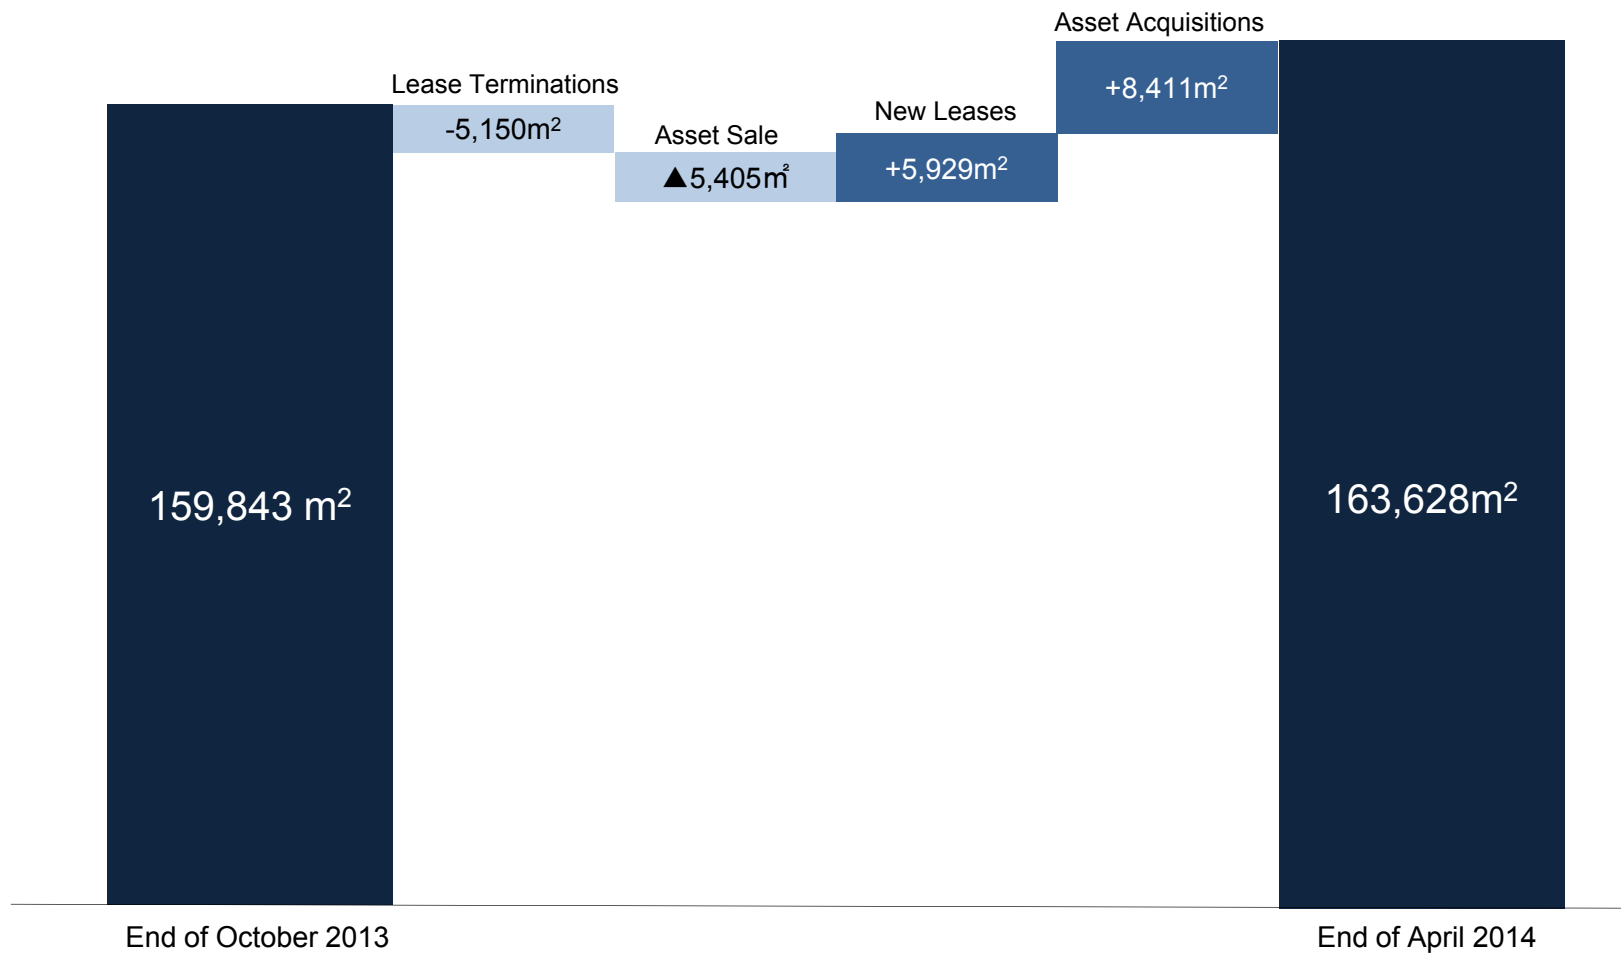 Asset Acquisitions
+8,411m²
Lease Terminations
-5,150m²
Asset Sale
▲5,405㎡
New Leases
+5,929m²
159,843 m²
163,628m²
End of October 2013
End of April 2014